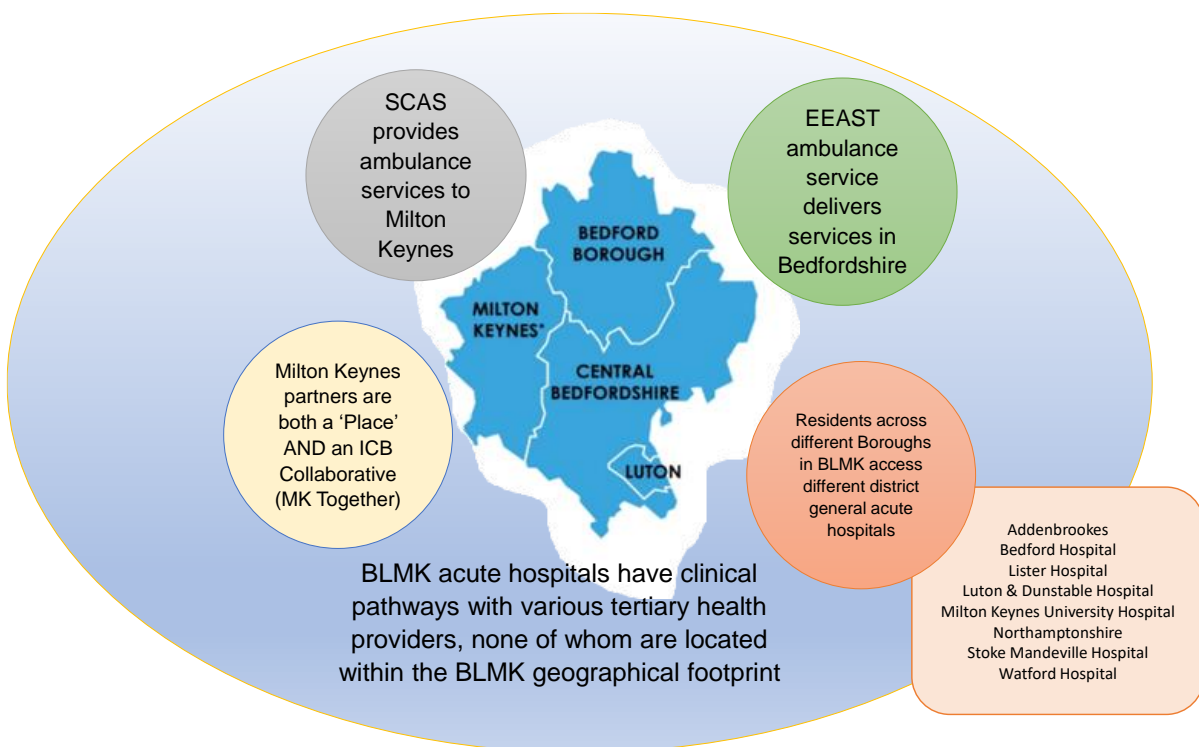 SCAS
provides
ambulance
services to
Milton
Keynes
EEAST
ambulance
service
delivers
services in
Bedfordshire
BEDFORD
BOROUGH
MILTON
KEYNES*
CENTRAL
BEDFORDSHIRE
LUTON
Milton Keynes
partners are
both a ‘Place’
AND an ICB
Collaborative
(MK Together)
Residents across
different Boroughs
in BLMK access
different district
general acute
hospitals
Addenbrookes
Bedford Hospital
Lister Hospital
Luton & Dunstable Hospital
Milton Keynes University Hospital
Northamptonshire
Stoke Mandeville Hospital
Watford Hospital
BLMK acute hospitals have clinical
pathways with various tertiary health
providers, none of whom are located
within the BLMK geographical footprint